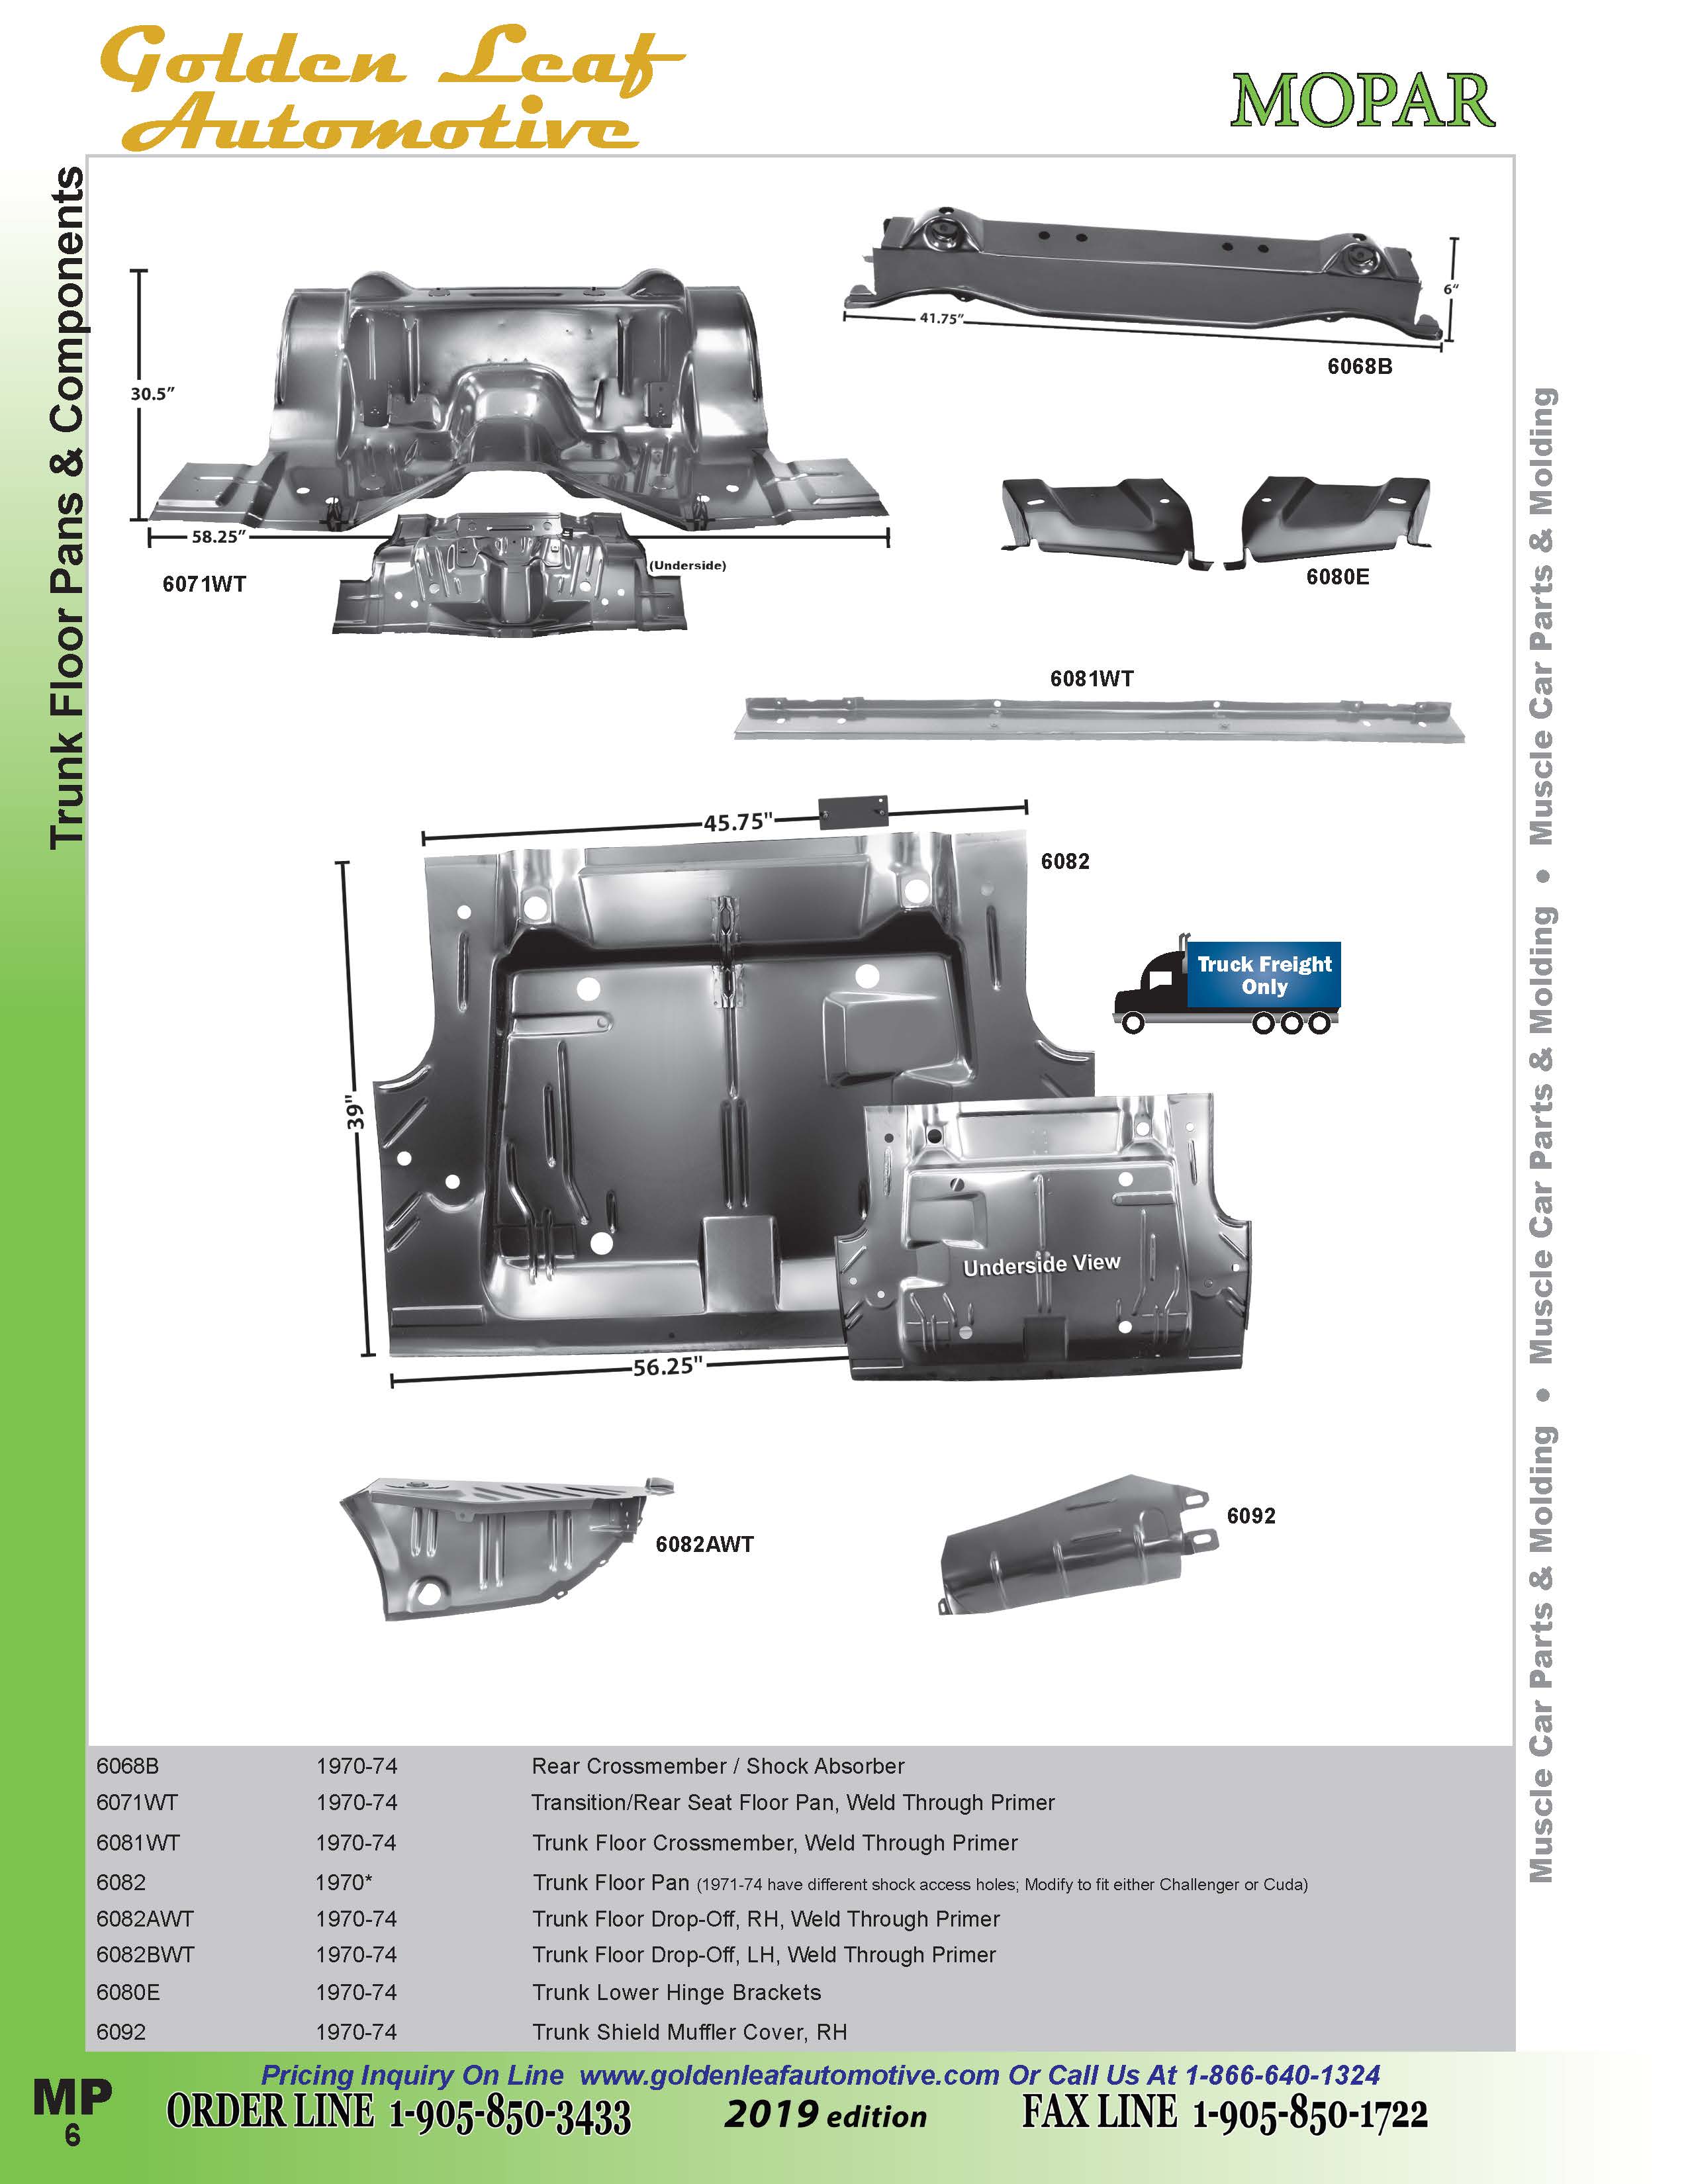 Golden Leaf
Automotive
MOPAR
Trunk Floor Pans & Components
30.5”
58.25”
6071WT
(Underside)
41.75”
6“
6068B
6080E
6081WT
45.75"
6082
39"
Truck Freight
Only
Underside View
56.25"
6082AWT
6092
Muscle Car Parts & Molding • Muscle Car Parts & Molding • Muscle Car Parts & Molding
6068B 1970-74 Rear Crossmember / Shock Absorber
6071WT 1970-74 Transition/Rear Seat Floor Pan, Weld Through Primer
6081WT 1970-74 Trunk Floor Crossmember, Weld Through Primer
6082 1970* Trunk Floor Pan (1971-74 have different shock access holes; Modify to fit either Challenger or Cuda)
6082AWT 1970-74 Trunk Floor Drop-Off, RH, Weld Through Primer
6082BWT 1970-74 Trunk Floor Drop-Off, LH, Weld Through Primer
6080E 1970-74 Trunk Lower Hinge Brackets
6092 1970-74 Trunk Shield Muffler Cover, RH
Pricing Inquiry On Line www.goldenleafautomotive.com Or Call Us At 1-866-640-1324
MP
6
ORDER LINE 1-905-850-3433
2019 edition
FAX LINE 1-905-850-1722